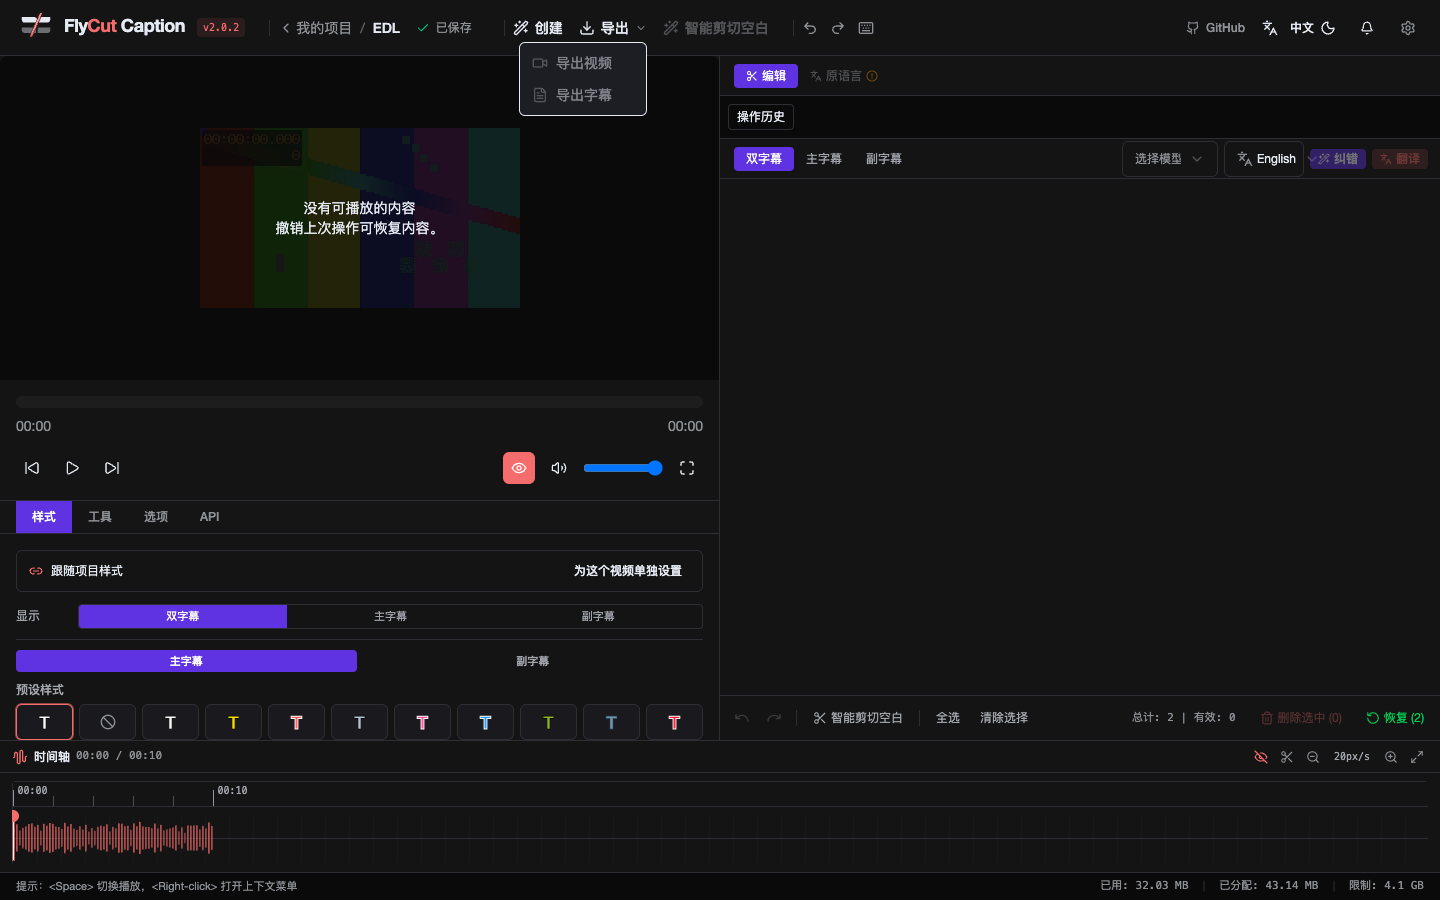 FlyCut Caption v2.0.2 我的项目 / EDL 已保存 创建 导出 智能剪切空白 GitHub 中文
导出视频
导出字幕
编辑 原语言
操作历史
双字幕 主字幕 副字幕 选择模型 English 纠错 翻译
00:00:00.000
0
没有可播放的内容
撤销上次操作可恢复内容。
00:00 00:00
样式 工具 选项 API
跟随项目样式 为这个视频单独设置
显示 双字幕 主字幕 副字幕
主字幕 副字幕
预设样式
T T T T T T T T T T
智能剪切空白 全选 清除选择 总计: 2 | 有效: 0 删除选中 (0) 恢复 (2)
时间轴 00:00 / 00:10 20px/s
00:00 00:10
提示: <Space> 切换播放, <Right-click> 打开上下文菜单 已用: 32.03 MB 已分配: 43.14 MB 限制: 4.1 GB